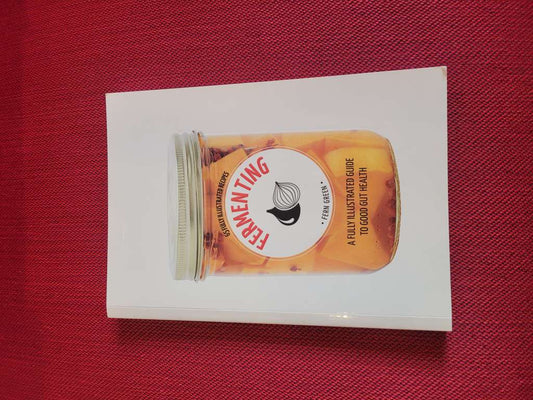 65 FULLY ILLUSTRATED RECIPES
FERMENTING
• FERN GREEN •
A FULLY ILLUSTRATED GUIDE
TO GOOD GUT HEALTH